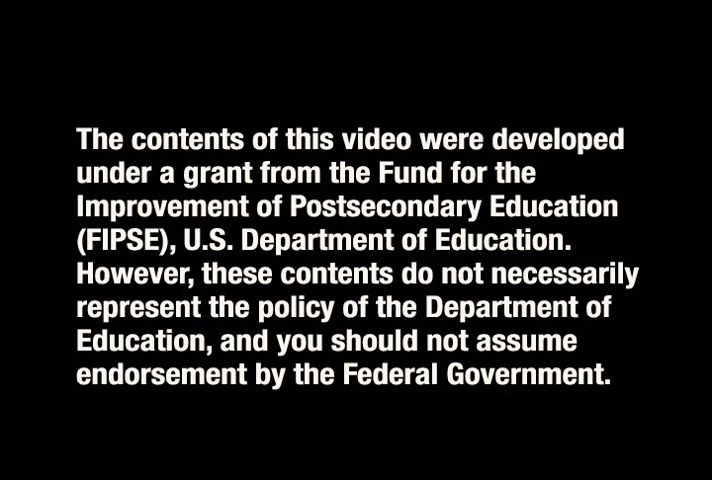 The contents of this video were developed
under a grant from the Fund for the
Improvement of Postsecondary Education
(FIPSE), U.S. Department of Education.
However, these contents do not necessarily
represent the policy of the Department of
Education, and you should not assume
endorsement by the Federal Government.